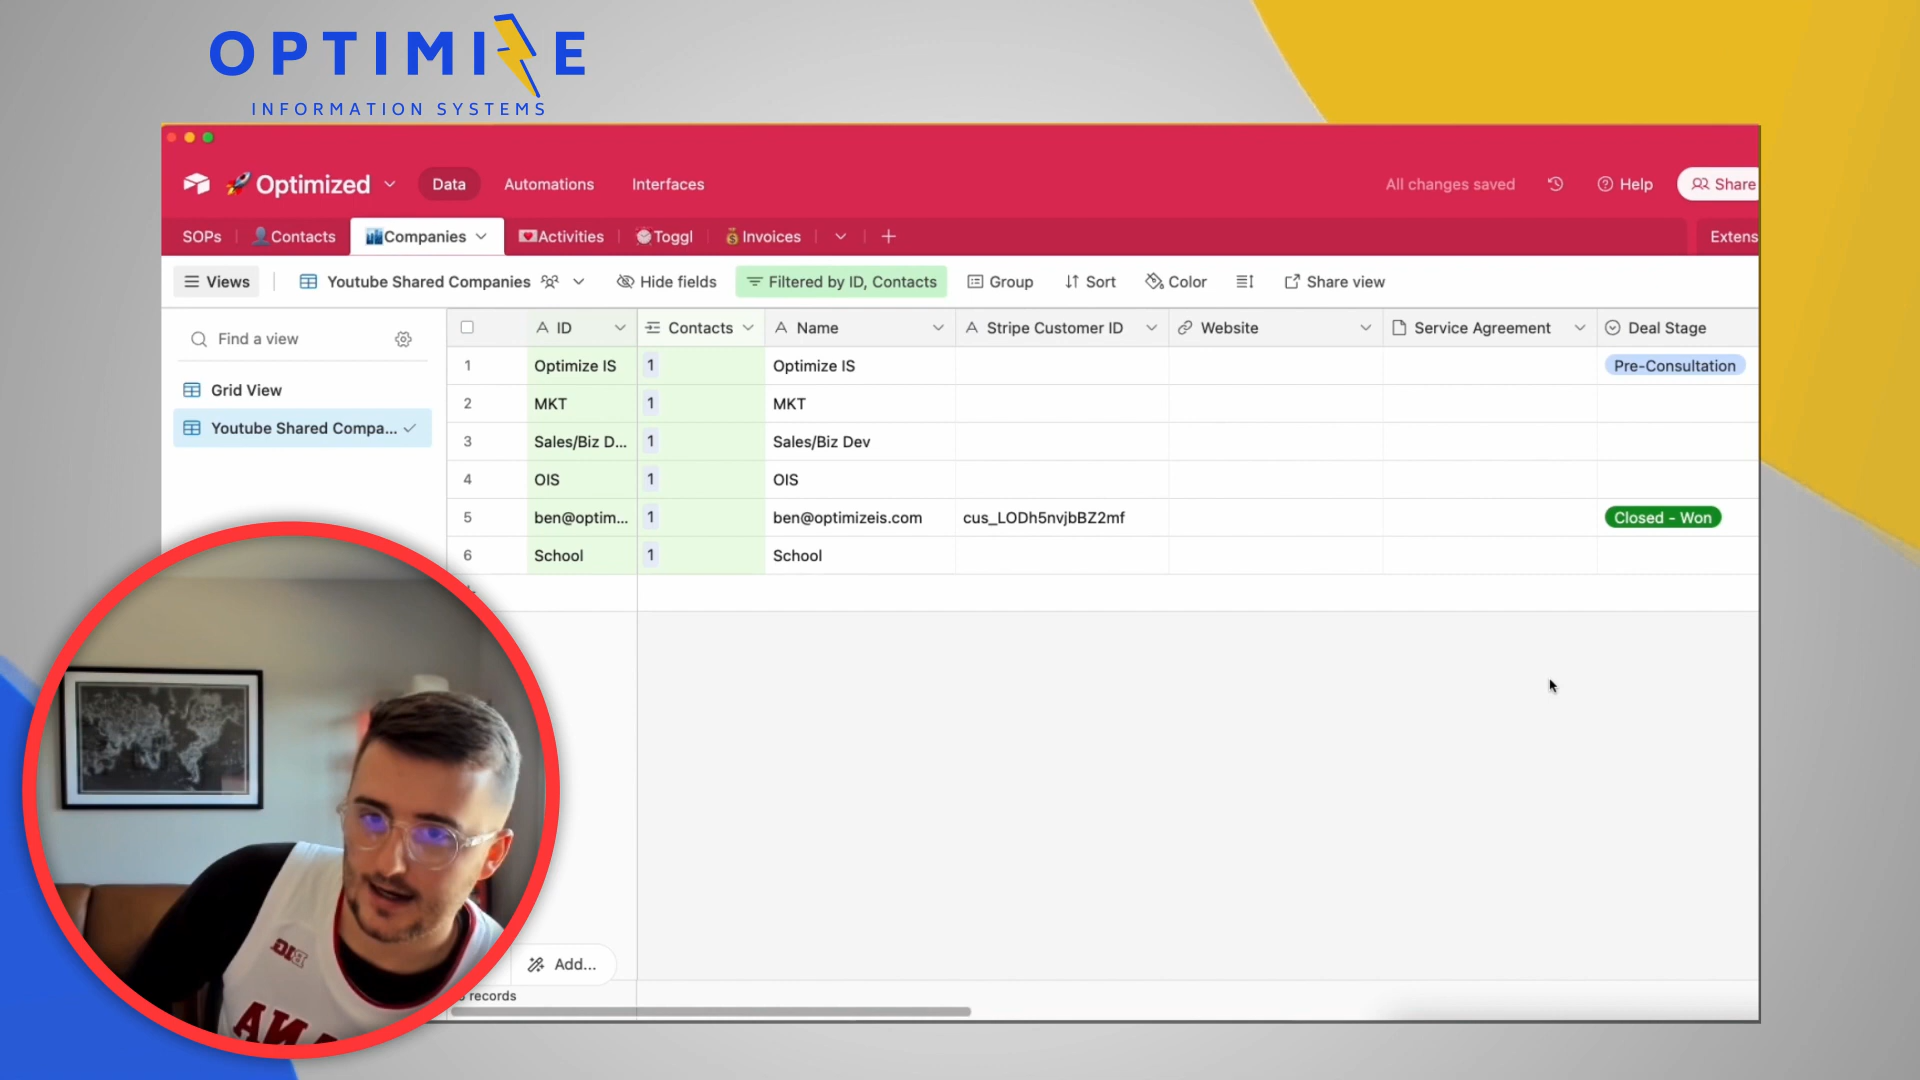 OPTIMIZE
INFORMATION SYSTEMS
Optimized
Data
Automations
Interfaces
All changes saved
Help
Share
SOPs
Contacts
Companies
Activities
Toggl
Invoices
Extens
Views
Youtube Shared Companies
Hide fields
Filtered by ID, Contacts
Group
Sort
Color
Share view
Find a view
Grid View
Youtube Shared Compa...
ID Contacts Name Stripe Customer ID Website Service Agreement Deal Stage
1 Optimize IS 1 Optimize IS Pre-Consultation
2 MKT 1 MKT
3 Sales/Biz D... 1 Sales/Biz Dev
4 OIS 1 OIS
5 ben@optim... 1 ben@optimizeis.com cus_LODh5nvjbBZ2mf Closed - Won
6 School 1 School
Add...
records
BIG